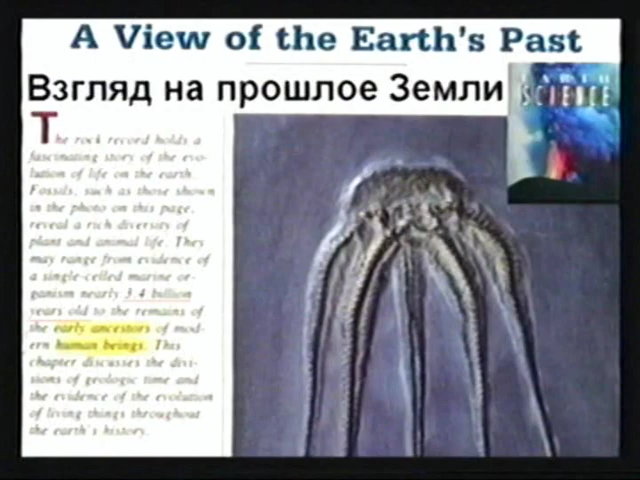 A View of the Earth's Past
Взгляд на прошлое Земли
EARTH
SCIENCE
The rock record holds a
fascinating story of the evo-
lution of life on the earth.
Fossils, such as those shown
in the photo on this page,
reveal a rich diversity of
plant and animal life. They
may range from evidence of
a single-celled marine or-
ganism nearly 3.4 billion
years old to the remains of
the early ancestors of mod-
ern human beings. This
chapter discusses the divi-
sions of geologic time and
the evidence of the evolution
of living things throughout
the earth's history.